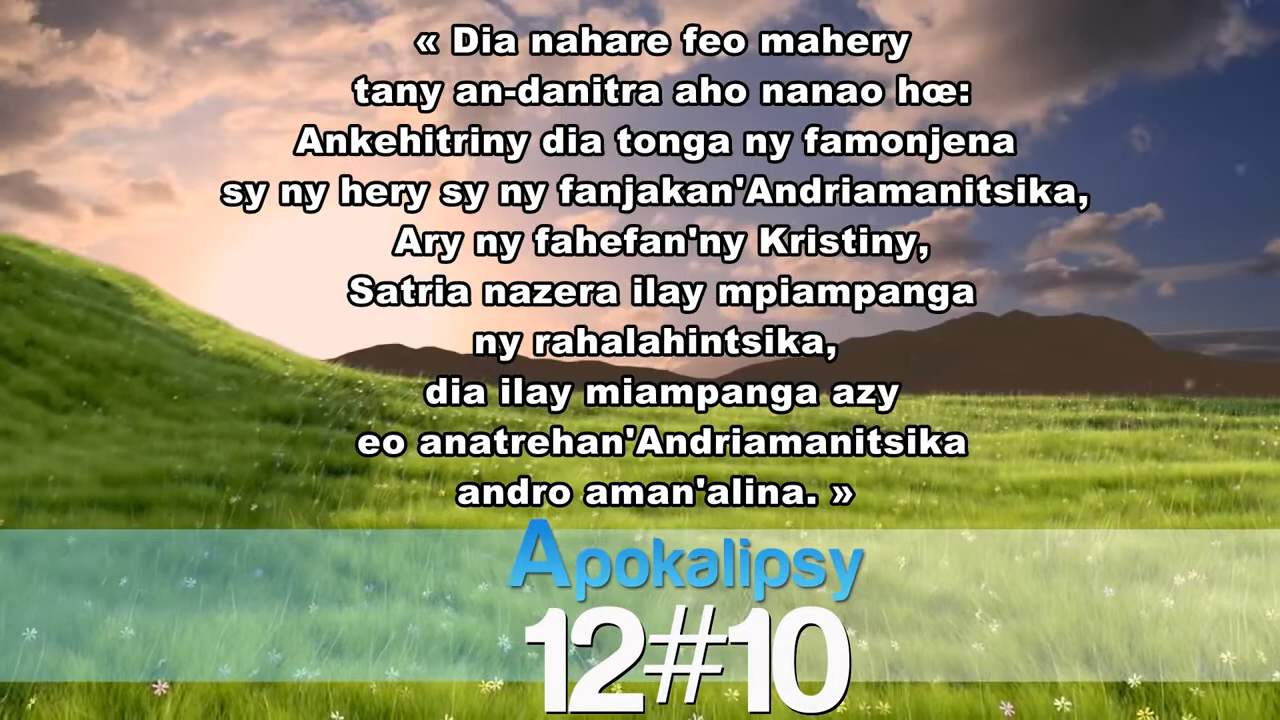 « Dia nahare feo mahery
tany an-danitra aho nanao hœ:
Ankehitriny dia tonga ny famonjena
sy ny hery sy ny fanjakan'Andriamanitsika,
Ary ny fahefan'ny Kristiny,
Satria nazera ilay mpiampanga
ny rahalahintsika,
dia ilay miampanga azy
eo anatrehan'Andriamanitsika
andro aman'alina. »
Apokalipsy
12#10